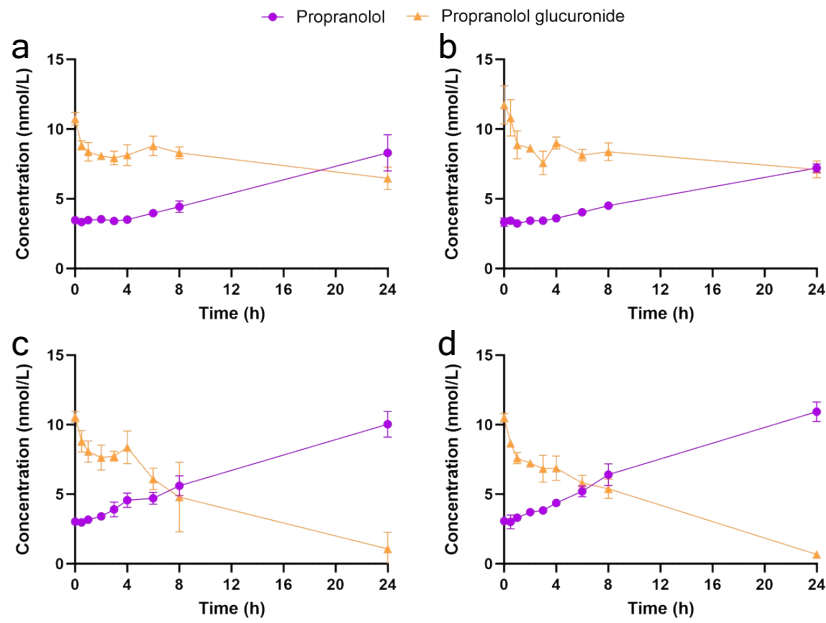 Propranolol Propranolol glucuronide
a
Concentration (nmol/L)
15
10
5
0
0 4 8 12 16 20 24
Time (h)
b
Concentration (nmol/L)
15
10
5
0
0 4 8 12 16 20 24
Time (h)
c
Concentration (nmol/L)
15
10
5
0
0 4 8 12 16 20 24
Time (h)
d
Concentration (nmol/L)
15
10
5
0
0 4 8 12 16 20 24
Time (h)